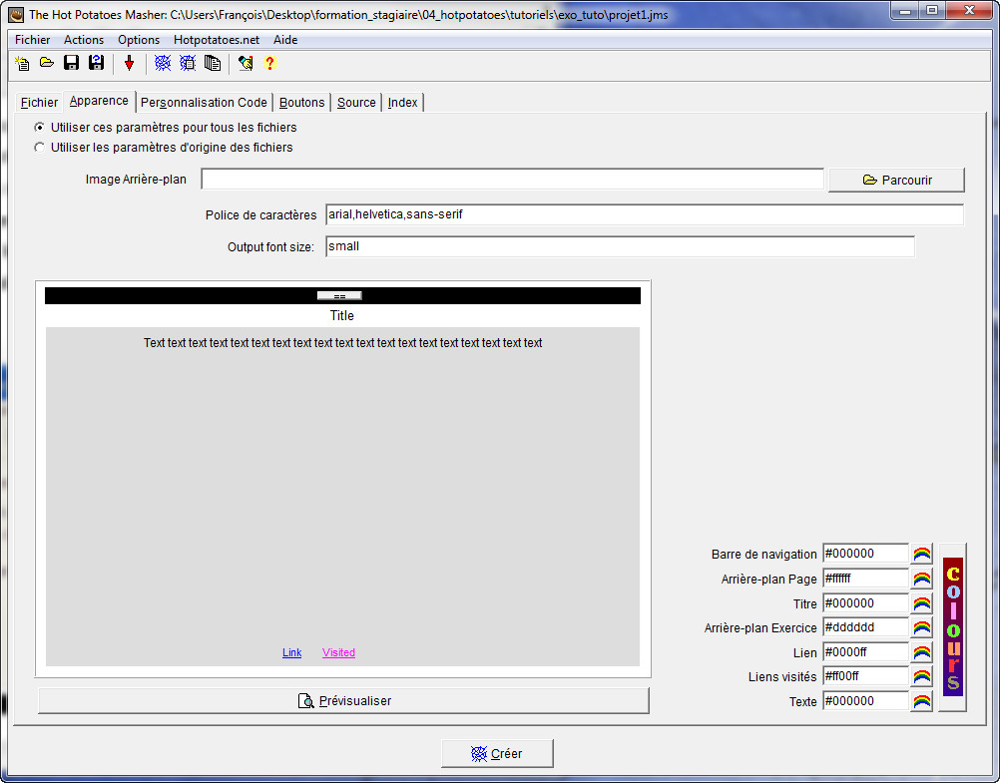 The Hot Potatoes Masher: C:\Users\François\Desktop\formation_stagiaire\04_hotpotatoes\tutoriels\exo_tuto\projet1.jms
Fichier Actions Options Hotpotatoes.net Aide
Fichier Apparence Personnalisation Code Boutons Source Index
Utiliser ces paramètres pour tous les fichiers
Utiliser les paramètres d'origine des fichiers
Image Arrière-plan Parcourir
Police de caractères arial,helvetica,sans-serif
Output font size: small
==
Title
Text text text text text text text text text text text text text text text text text text text
Link Visited
Prévisualiser
Barre de navigation #000000
Arrière-plan Page #ffffff
Titre #000000
Arrière-plan Exercice #dddddd
Lien #0000ff
Liens visités #ff00ff
Texte #000000
colours
Créer